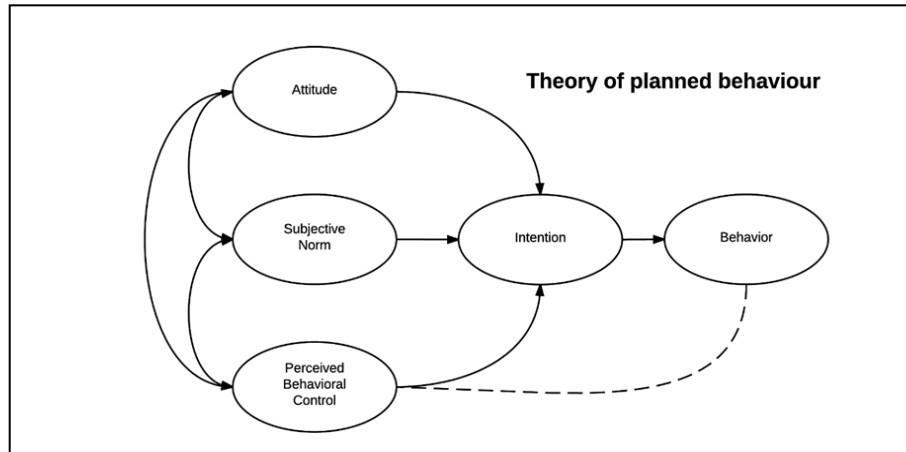 Theory of planned behaviour
Attitude
Subjective
Norm
Intention
Behavior
Perceived
Behavioral
Control